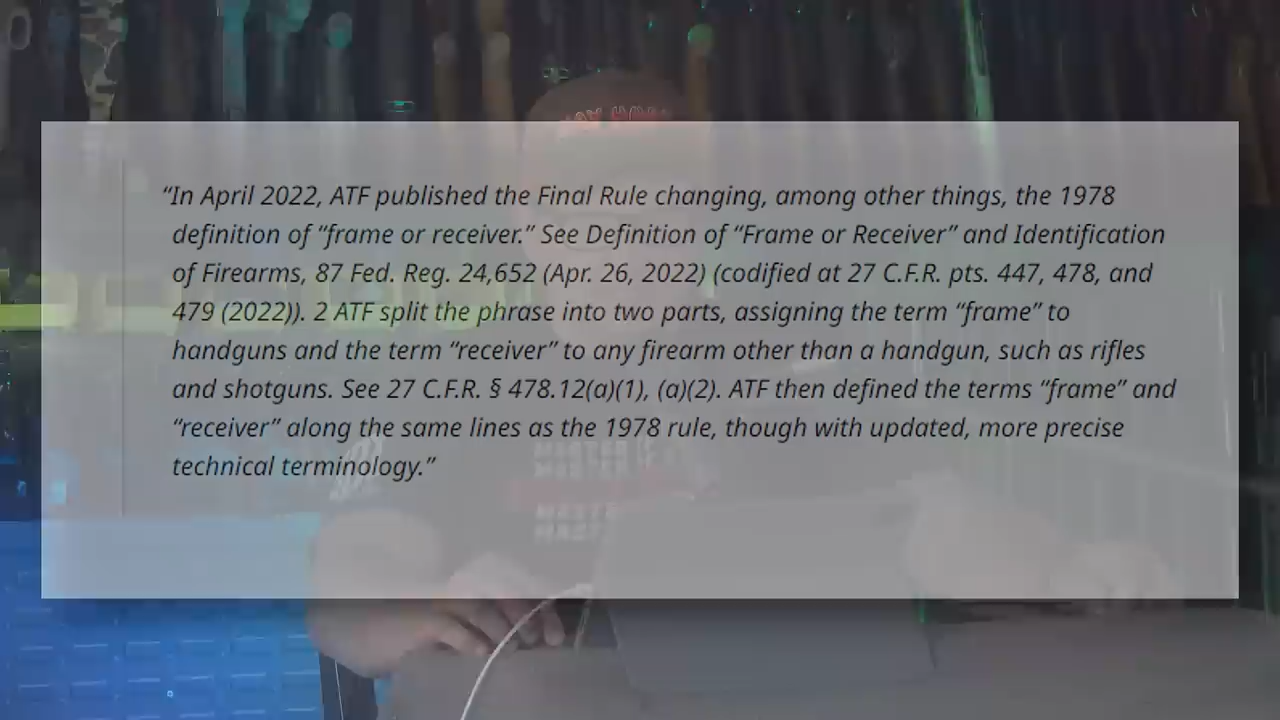 “In April 2022, ATF published the Final Rule changing, among other things, the 1978
definition of “frame or receiver.” See Definition of “Frame or Receiver” and Identification
of Firearms, 87 Fed. Reg. 24,652 (Apr. 26, 2022) (codified at 27 C.F.R. pts. 447, 478, and
479 (2022)). 2 ATF split the phrase into two parts, assigning the term “frame” to
handguns and the term “receiver” to any firearm other than a handgun, such as rifles
and shotguns. See 27 C.F.R. § 478.12(a)(1), (a)(2). ATF then defined the terms “frame” and
“receiver” along the same lines as the 1978 rule, though with updated, more precise
technical terminology.”